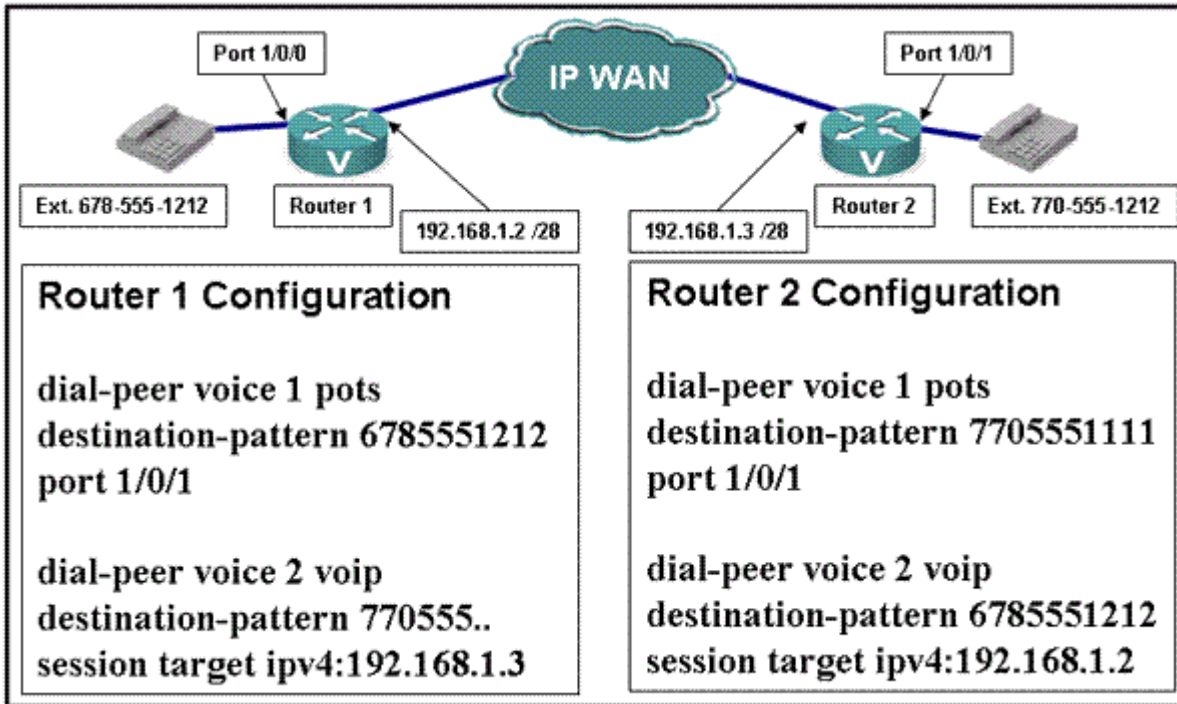 Port 1/0/0
IP WAN
Port 1/0/1
V
V
Ext. 678-555-1212
Router 1
192.168.1.2 /28
192.168.1.3 /28
Router 2
Ext. 770-555-1212
Router 1 Configuration
dial-peer voice 1 pots
destination-pattern 6785551212
port 1/0/1
dial-peer voice 2 voip
destination-pattern 770555..
session target ipv4:192.168.1.3
Router 2 Configuration
dial-peer voice 1 pots
destination-pattern 7705551111
port 1/0/1
dial-peer voice 2 voip
destination-pattern 6785551212
session target ipv4:192.168.1.2